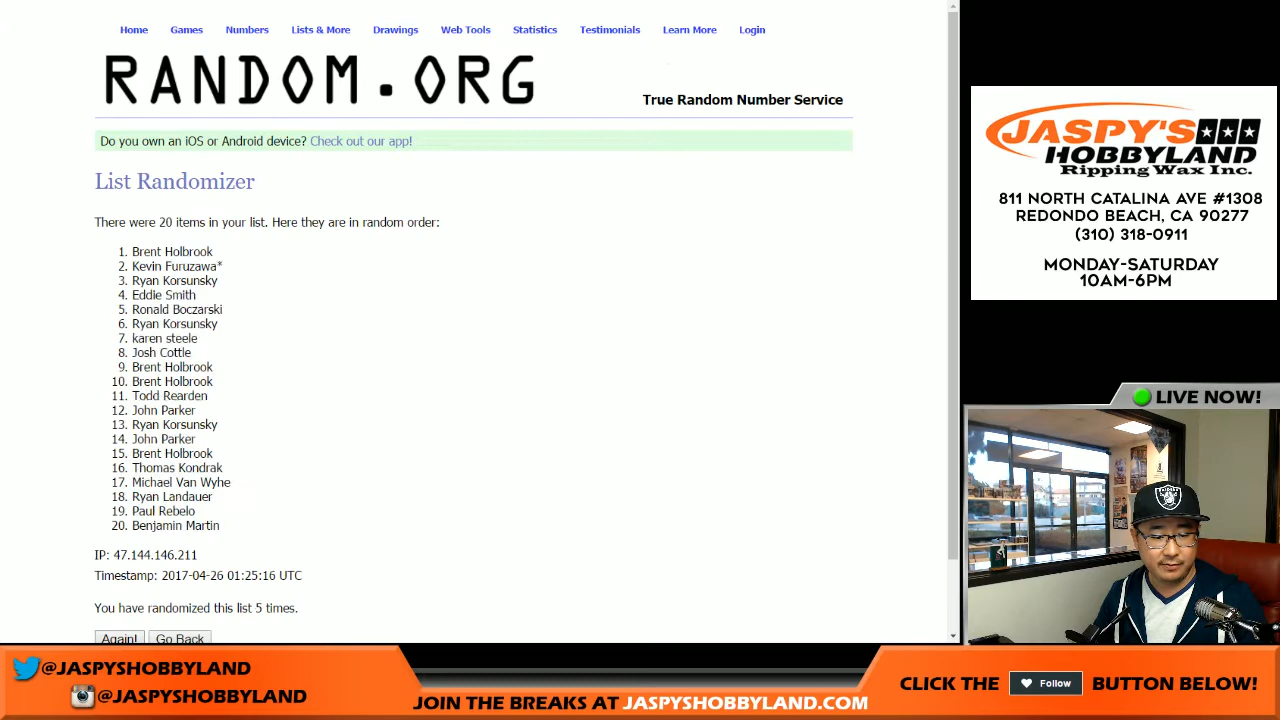 Home Games Numbers Lists & More Drawings Web Tools Statistics Testimonials Learn More Login
RANDOM.ORG
True Random Number Service
Do you own an iOS or Android device? Check out our app!
List Randomizer
There were 20 items in your list. Here they are in random order:
1. Brent Holbrook
2. Kevin Furuzawa*
3. Ryan Korsunsky
4. Eddie Smith
5. Ronald Boczarski
6. Ryan Korsunsky
7. karen steele
8. Josh Cottle
9. Brent Holbrook
10. Brent Holbrook
11. Todd Rearden
12. John Parker
13. Ryan Korsunsky
14. John Parker
15. Brent Holbrook
16. Thomas Kondrak
17. Michael Van Wyhe
18. Ryan Landauer
19. Paul Rebelo
20. Benjamin Martin
IP: 47.144.146.211
Timestamp: 2017-04-26 01:25:16 UTC
You have randomized this list 5 times.
Again! Go Back
JASPY'S
HOBBYLAND
Ripping Wax Inc.
811 NORTH CATALINA AVE #1308
REDONDO BEACH, CA 90277
(310) 318-0911
MONDAY-SATURDAY
10AM-6PM
LIVE NOW!
RAIDERS
@JASPYSHOBBYLAND
@JASPYSHOBBYLAND
JOIN THE BREAKS AT JASPYSHOBBYLAND.COM
CLICK THE Follow BUTTON BELOW!